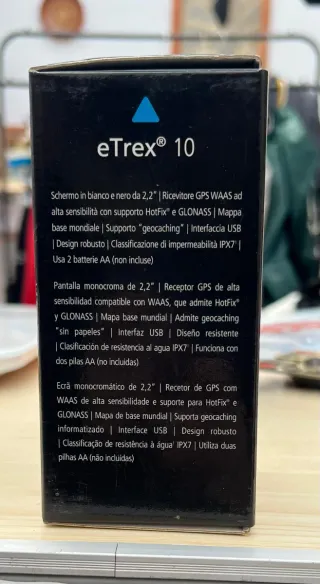 eTrex® 10
Schermo in bianco e nero da 2,2" | Ricevitore GPS WAAS ad
alta sensibilità con supporto HotFix® e GLONASS | Mappa
base mondiale | Supporto "geocaching" | Interfaccia USB
| Design robusto | Classificazione di impermeabilità IPX7¹ |
Usa 2 batterie AA (non incluse)
Pantalla monocroma de 2,2" | Receptor GPS de alta
sensibilidad compatible con WAAS, que admite HotFix®
y GLONASS | Mapa base mundial | Admite geocaching
"sin papeles" | Interfaz USB | Diseño resistente
| Clasificación de resistencia al agua IPX7¹ | Funciona con
dos pilas AA (no incluidas)
Ecrã monocromático de 2,2" | Recetor de GPS com
WAAS de alta sensibilidade e suporte para HotFix® e
GLONASS | Mapa de base mundial | Suporta geocaching
informatizado | Interface USB | Design robusto
| Classificação de resistência à água¹ IPX7 | Utiliza duas
pilhas AA (não incluídas)